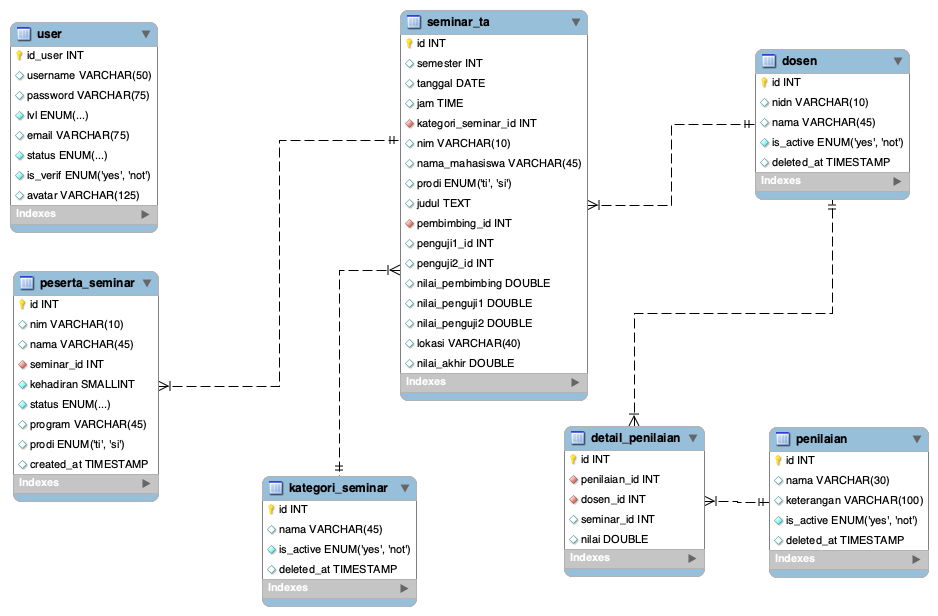 user
id_user INT
username VARCHAR(50)
password VARCHAR(75)
lvl ENUM(...)
email VARCHAR(75)
status ENUM(...)
is_verif ENUM('yes', 'not')
avatar VARCHAR(125)
Indexes
peserta_seminar
id INT
nim VARCHAR(10)
nama VARCHAR(45)
seminar_id INT
kehadiran SMALLINT
status ENUM(...)
program VARCHAR(45)
prodi ENUM('ti', 'si')
created_at TIMESTAMP
Indexes
seminar_ta
id INT
semester INT
tanggal DATE
jam TIME
kategori_seminar_id INT
nim VARCHAR(10)
nama_mahasiswa VARCHAR(45)
prodi ENUM('ti', 'si')
judul TEXT
pembimbing_id INT
penguji1_id INT
penguji2_id INT
nilai_pembimbing DOUBLE
nilai_penguji1 DOUBLE
nilai_penguji2 DOUBLE
lokasi VARCHAR(40)
nilai_akhir DOUBLE
Indexes
kategori_seminar
id INT
nama VARCHAR(45)
is_active ENUM('yes', 'not')
deleted_at TIMESTAMP
Indexes
dosen
id INT
nidn VARCHAR(10)
nama VARCHAR(45)
is_active ENUM('yes', 'not')
deleted_at TIMESTAMP
Indexes
detail_penilaian
id INT
penilaian_id INT
dosen_id INT
seminar_id INT
nilai DOUBLE
Indexes
penilaian
id INT
nama VARCHAR(30)
keterangan VARCHAR(100)
is_active ENUM('yes', 'not')
deleted_at TIMESTAMP
Indexes